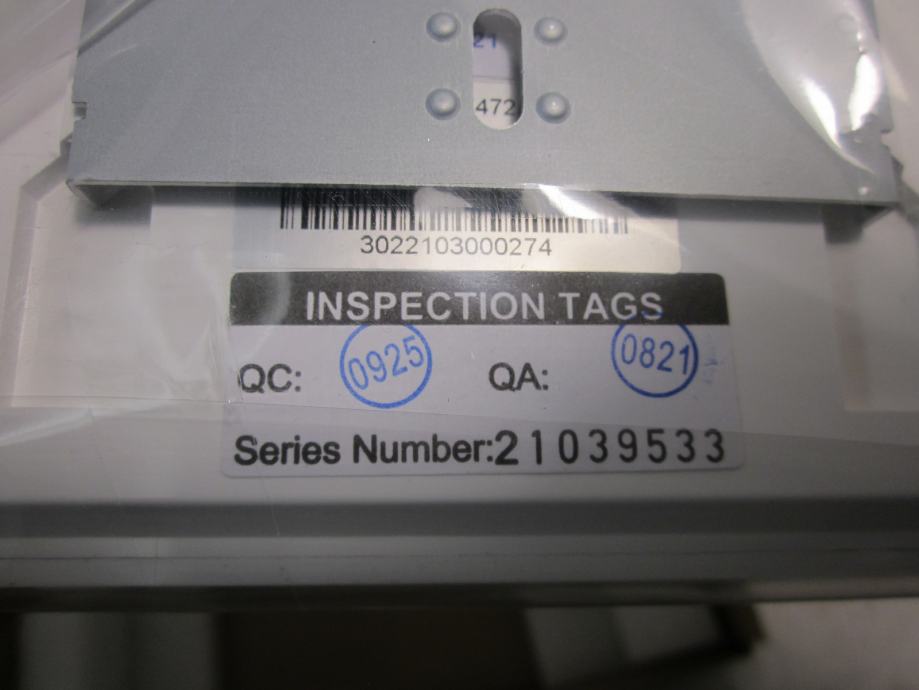 21
472
3022103000274
INSPECTION TAGS
QC: 0925 QA: 0821
Series Number:21039533